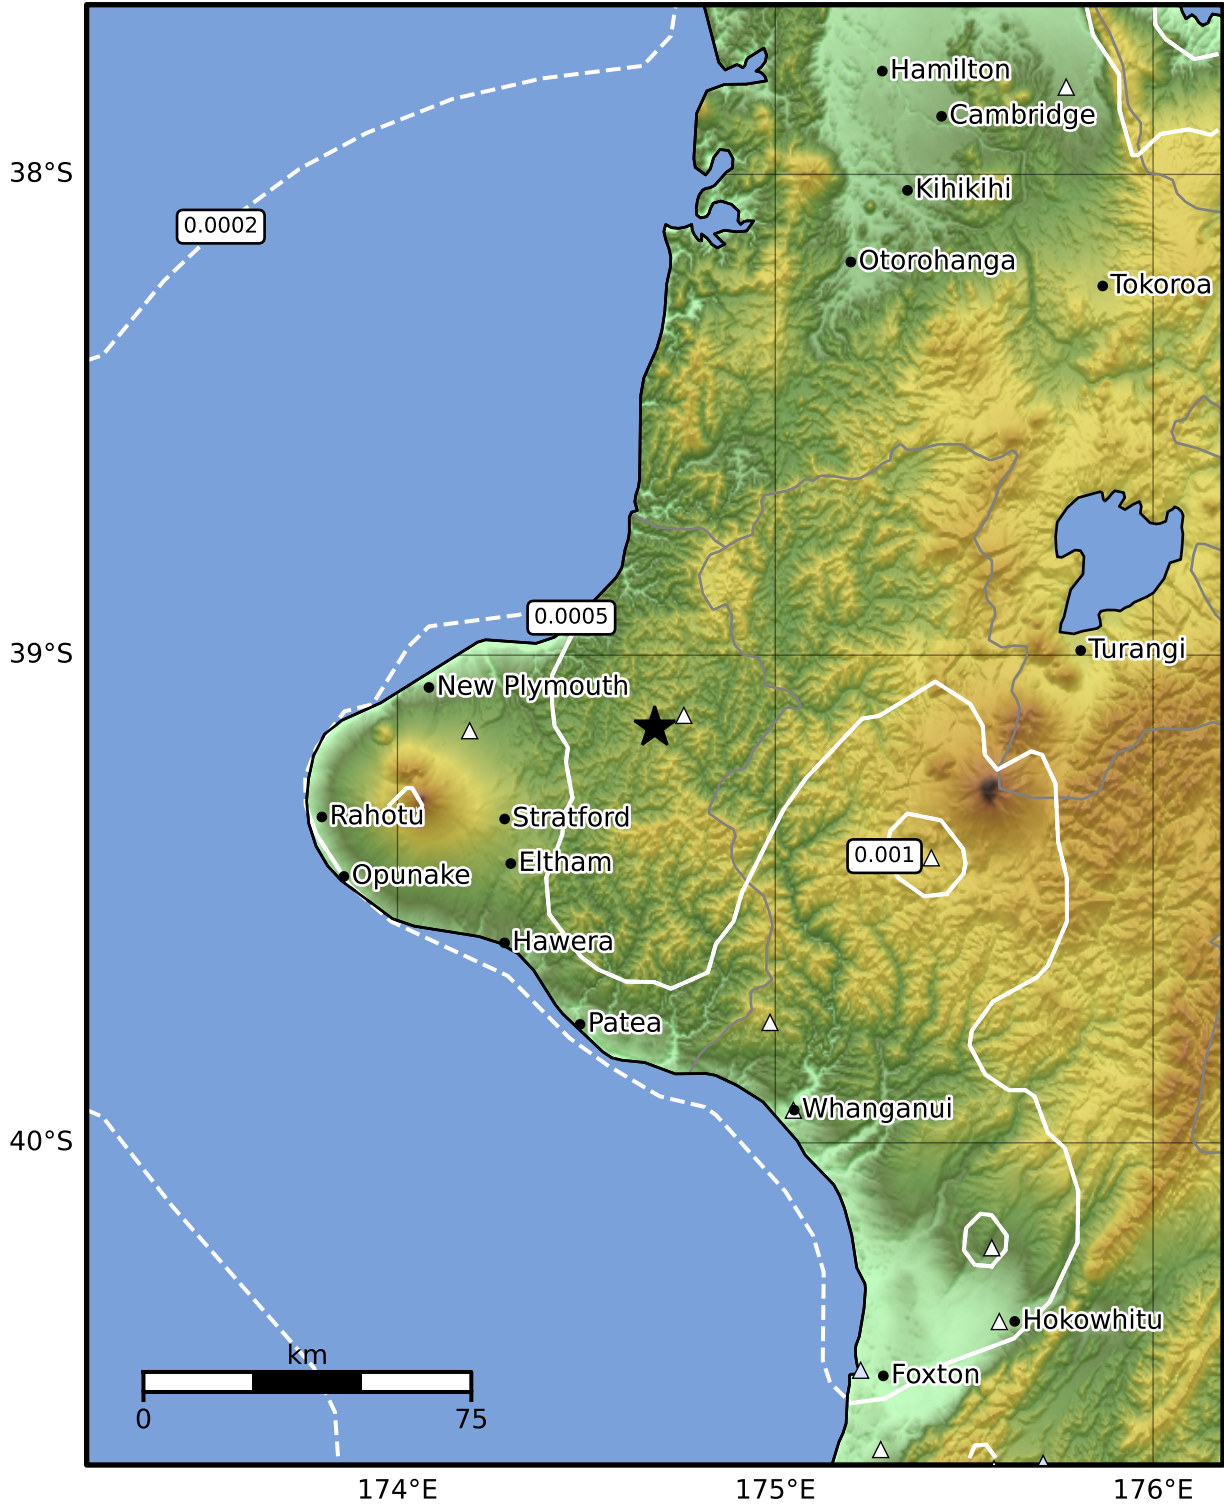 Hamilton
Cambridge
38°S
Kihikihi
0.0002
Otorohanga
Tokoroa
0.0005
39°S
Turangi
New Plymouth
Rahotu
Stratford
0.001
Eltham
Opunake
Hawera
Patea
Whanganui
40°S
Hokowhitu
km
Foxton
0
75
174°E
175°E
176°E